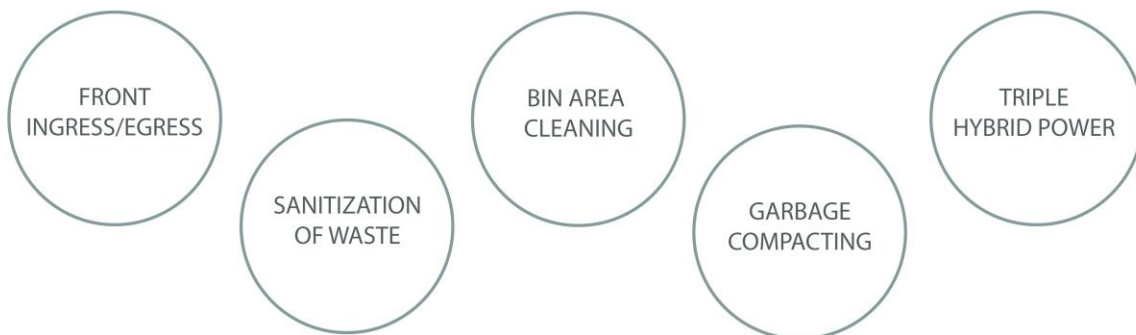 FRONT
INGRESS/EGRESS
SANITIZATION
OF WASTE
BIN AREA
CLEANING
GARBAGE
COMPACTING
TRIPLE
HYBRID POWER